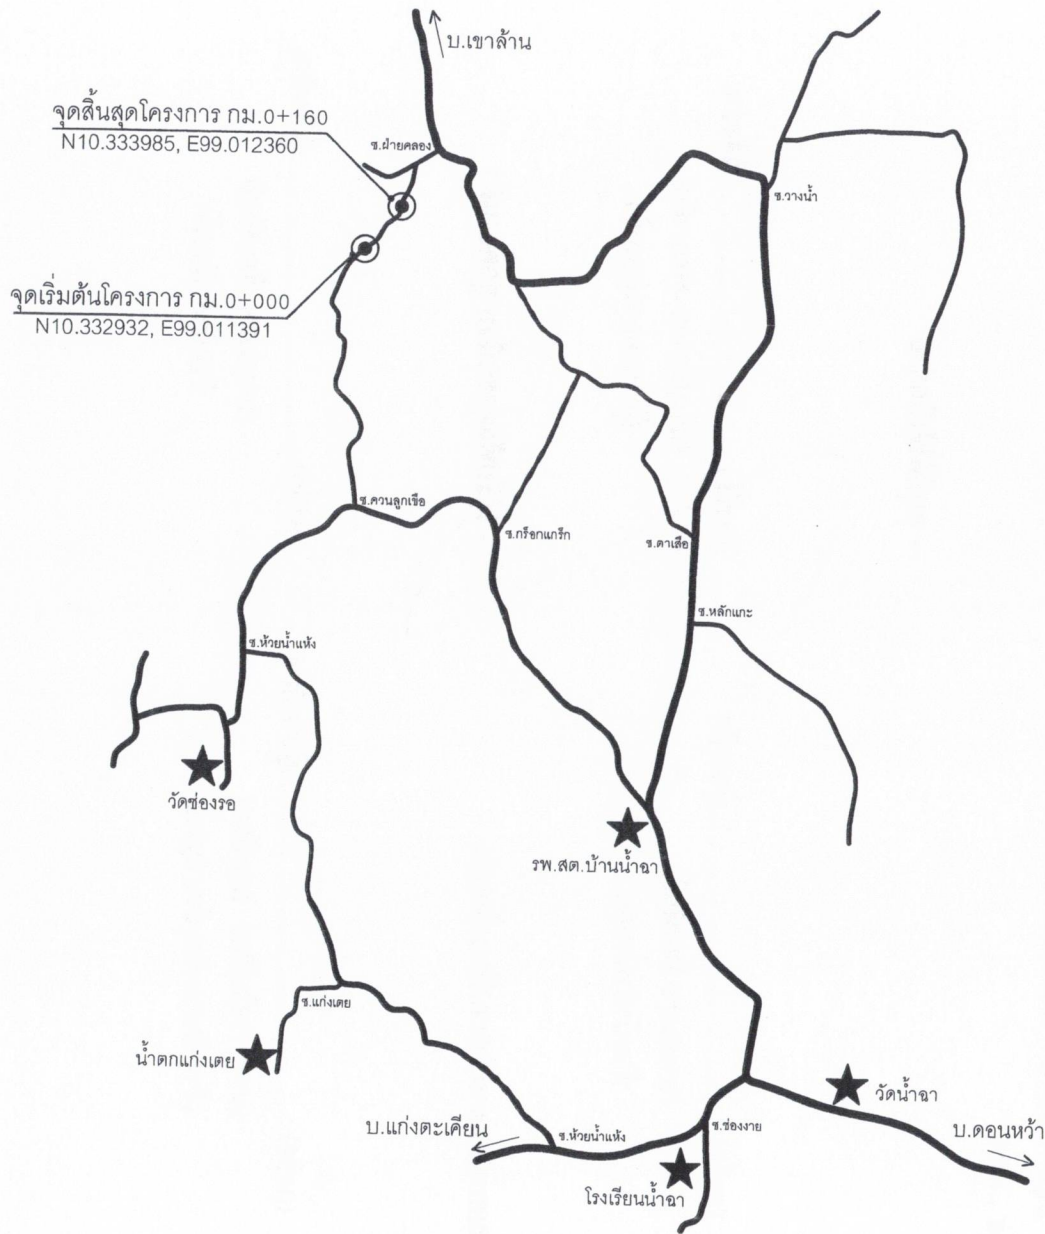 บ.เขาล้าน
จุดสิ้นสุดโครงการ กม.0+160
N10.333985, E99.012360
ซ.ฝ่ายคลอง
ซ.วางน้ำ
จุดเริ่มต้นโครงการ กม.0+000
N10.332932, E99.011391
ซ.ควนลูกเขือ
ซ.กร็อกแกร็ก
ซ.ตาเสือ
ซ.หลักแกะ
ซ.ห้วยน้ำแห้ง
วัดช่องรอ
รพ.สต.บ้านน้ำฉา
ซ.แก่งเตย
น้ำตกแก่งเตย
วัดน้ำฉา
บ.แก่งตะเคียน
ซ.ห้วยน้ำแห้ง
ซ.ช่องงาย
บ.ดอนหว้า
โรงเรียนน้ำฉา